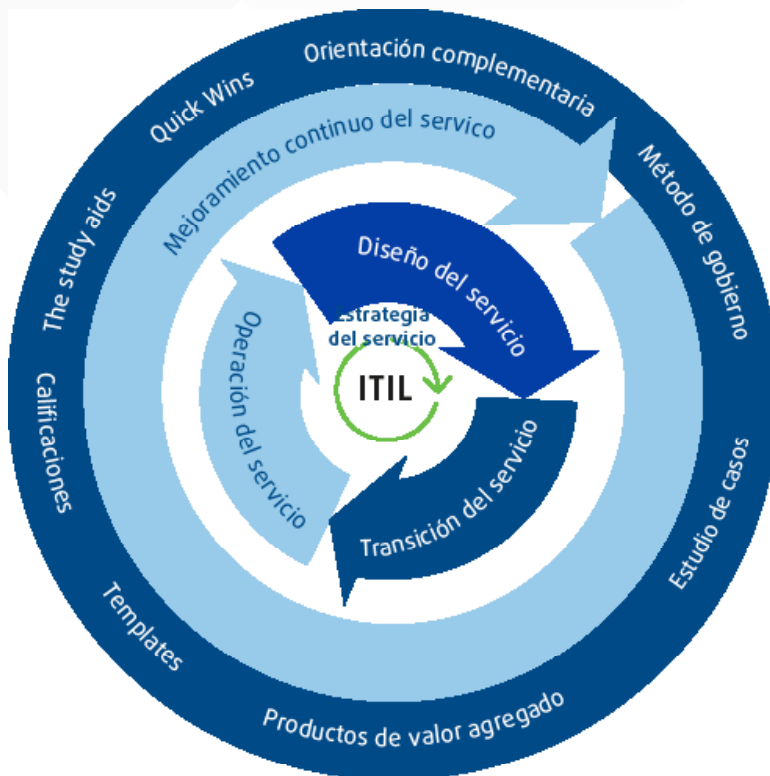 Orientación complementaria
Quick Wins
Método de gobierno
The study aids
Calificaciones
Estudio de casos
Templates
Productos de valor agregado
Mejoramiento continuo del servico
Diseño del servicio
Estrategia
del servicio
ITIL
Operación del servicio
Transición del servicio